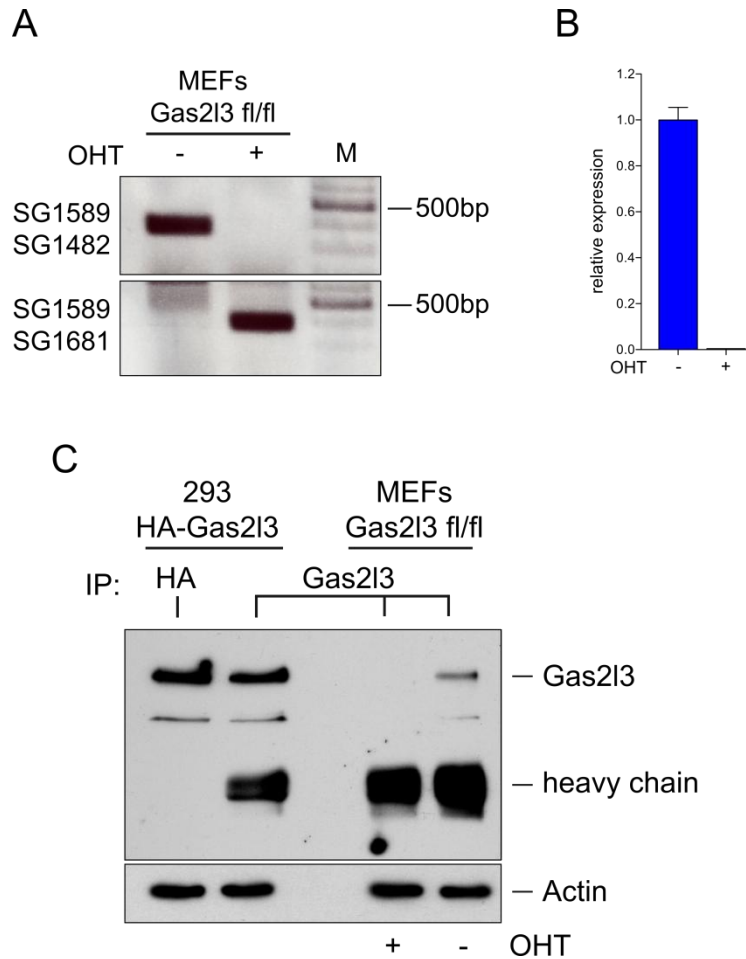 A
MEFs
Gas2l3 fl/fl
OHT - + M
SG1589
SG1482
500bp
SG1589
SG1681
500bp
B
relative expression
1.2
1.0
0.8
0.6
0.4
0.2
0.0
OHT - +
C
293
HA-Gas2l3
MEFs
Gas2l3 fl/fl
IP: HA Gas2l3
Gas2l3
heavy chain
Actin
+ - OHT